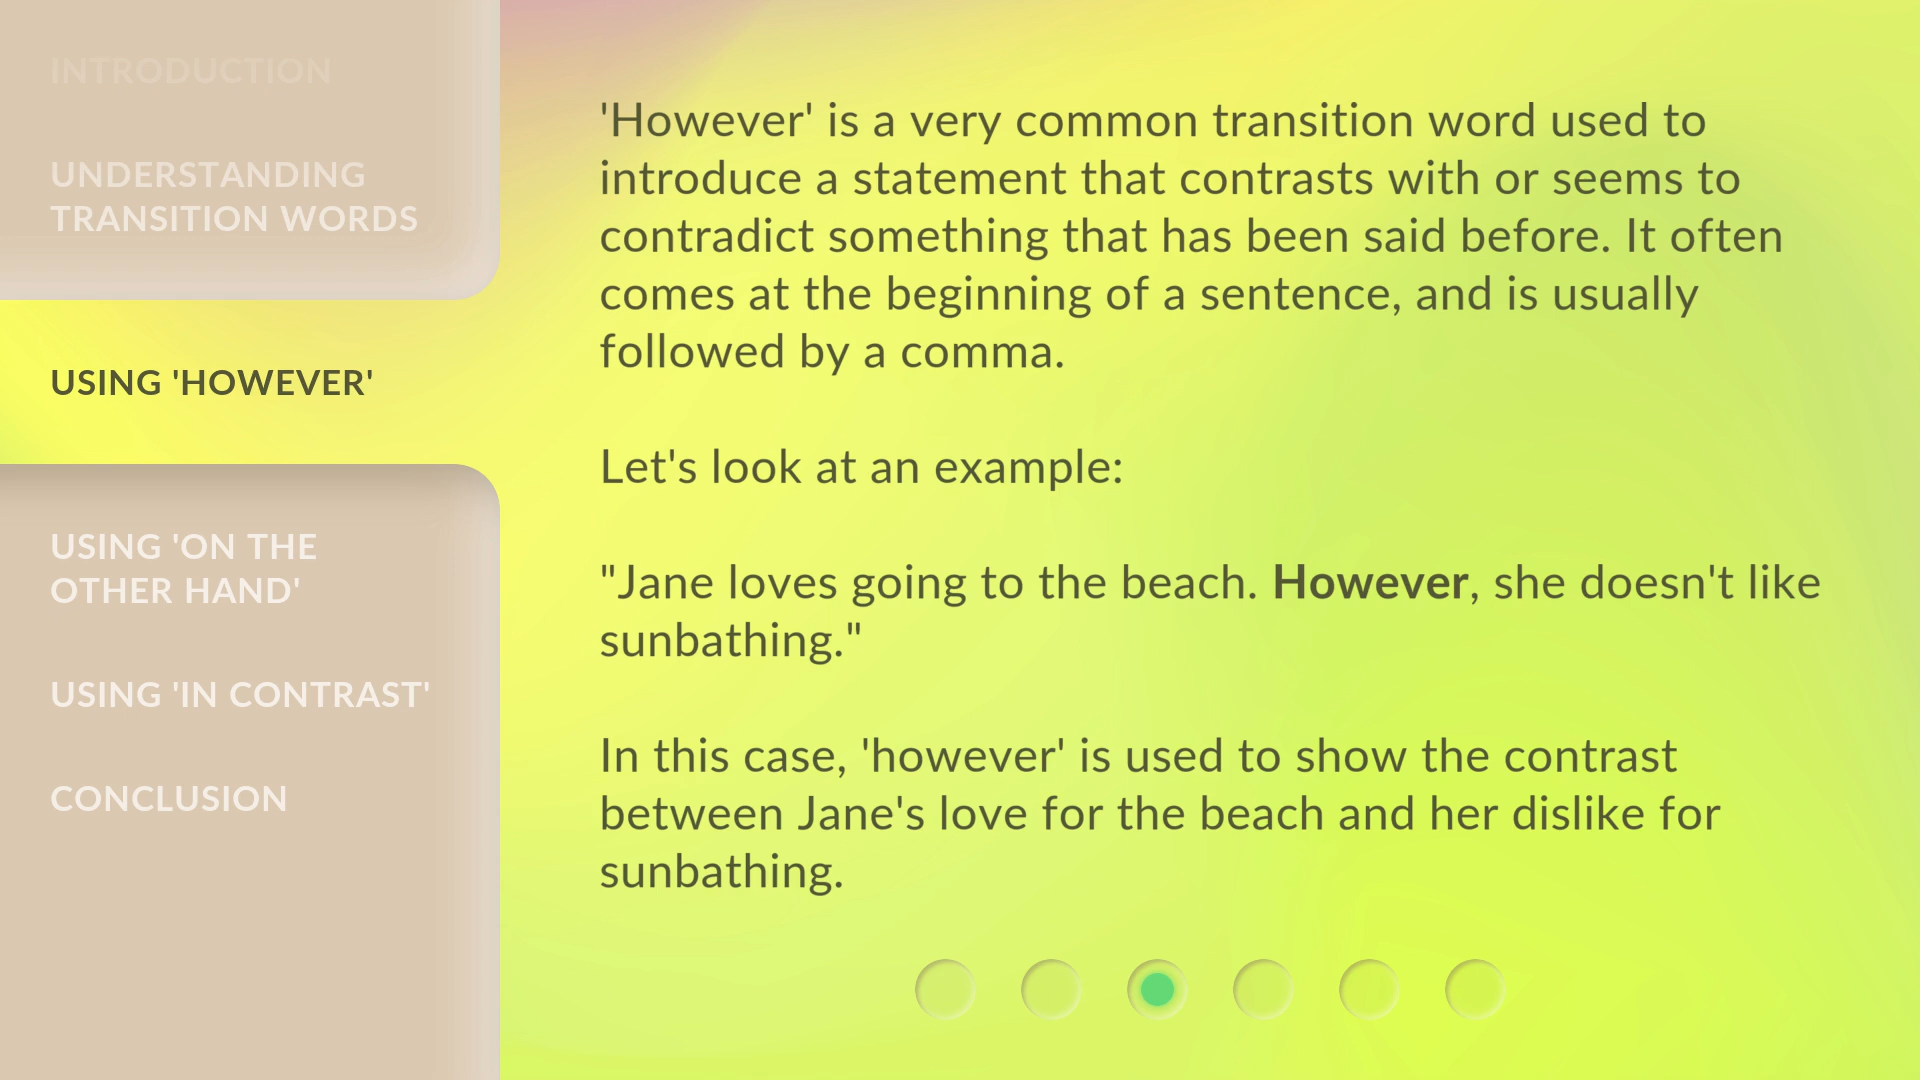 INTRODUCTION
UNDERSTANDING
TRANSITION WORDS
USING 'HOWEVER'
USING 'ON THE
OTHER HAND'
USING 'IN CONTRAST'
CONCLUSION
'However' is a very common transition word used to
introduce a statement that contrasts with or seems to
contradict something that has been said before. It often
comes at the beginning of a sentence, and is usually
followed by a comma.
Let's look at an example:
"Jane loves going to the beach. However, she doesn't like
sunbathing."
In this case, 'however' is used to show the contrast
between Jane's love for the beach and her dislike for
sunbathing.